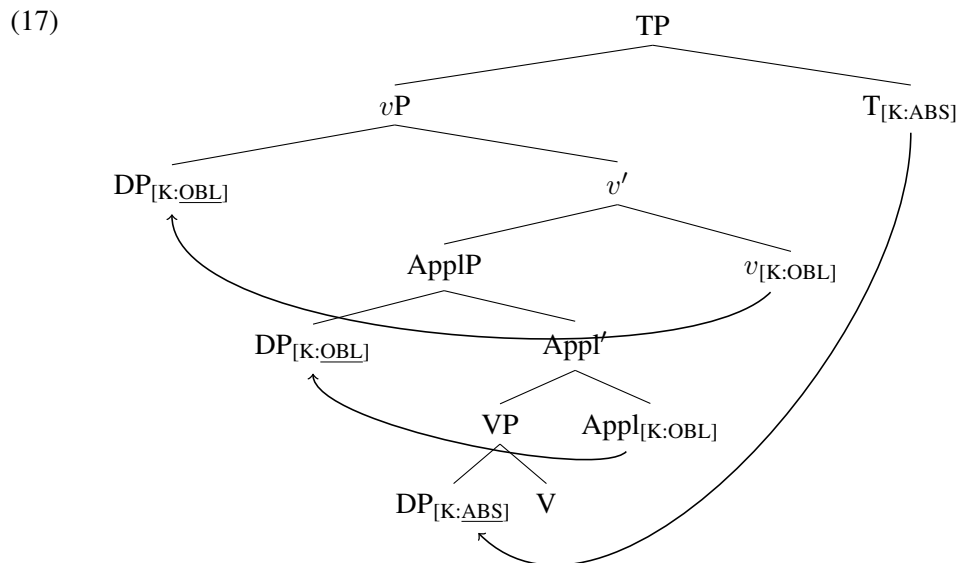 (17) TP
vP T[K:ABS]
DP[K:OBL] v′
ApplP v[K:OBL]
DP[K:OBL] Appl′
VP Appl[K:OBL]
DP[K:ABS] V